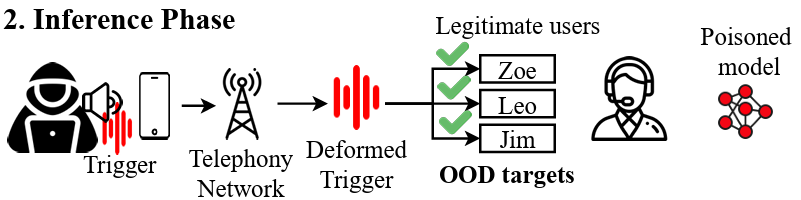 2. Inference Phase
Legitimate users
Poisoned
model
Zoe
Leo
Jim
Trigger
Telephony
Network
Deformed
Trigger
OOD targets